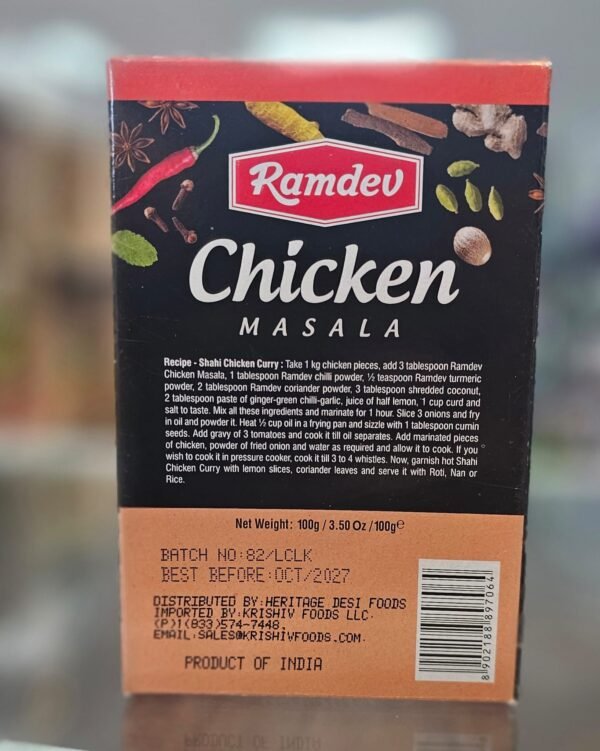 Ramdev
Chicken
MASALA
Recipe - Shahi Chicken Curry : Take 1 kg chicken pieces, add 3 tablespoon Ramdev
Chicken Masala, 1 tablespoon Ramdev chilli powder, ½ teaspoon Ramdev turmeric
powder, 2 tablespoon Ramdev coriander powder, 3 tablespoon shredded coconut,
2 tablespoon paste of ginger-green chilli-garlic, juice of half lemon, 1 cup curd and
salt to taste. Mix all these ingredients and marinate for 1 hour. Slice 3 onions and fry
in oil and powder it. Heat ½ cup oil in a frying pan and sizzle with 1 tablespoon cumin
seeds. Add gravy of 3 tomatoes and cook it till oil separates. Add marinated pieces
of chicken, powder of fried onion and water as required and allow it to cook. If you
wish to cook it in pressure cooker, cook it till 3 to 4 whistles. Now, garnish hot Shahi
Chicken Curry with lemon slices, coriander leaves and serve it with Roti, Nan or
Rice.
Net Weight: 100g / 3.50 Oz / 100g℮
BATCH NO:82/LCLK
BEST BEFORE:OCT/2027
DISTRIBUTED BY:HERITAGE DESI FOODS
IMPORTED BY:KRISHIV FOODS LLC.
(P)1(833)574-7448.
EMAIL:SALES@KRISHIVFOODS.COM.
PRODUCT OF INDIA
8 902188 897064